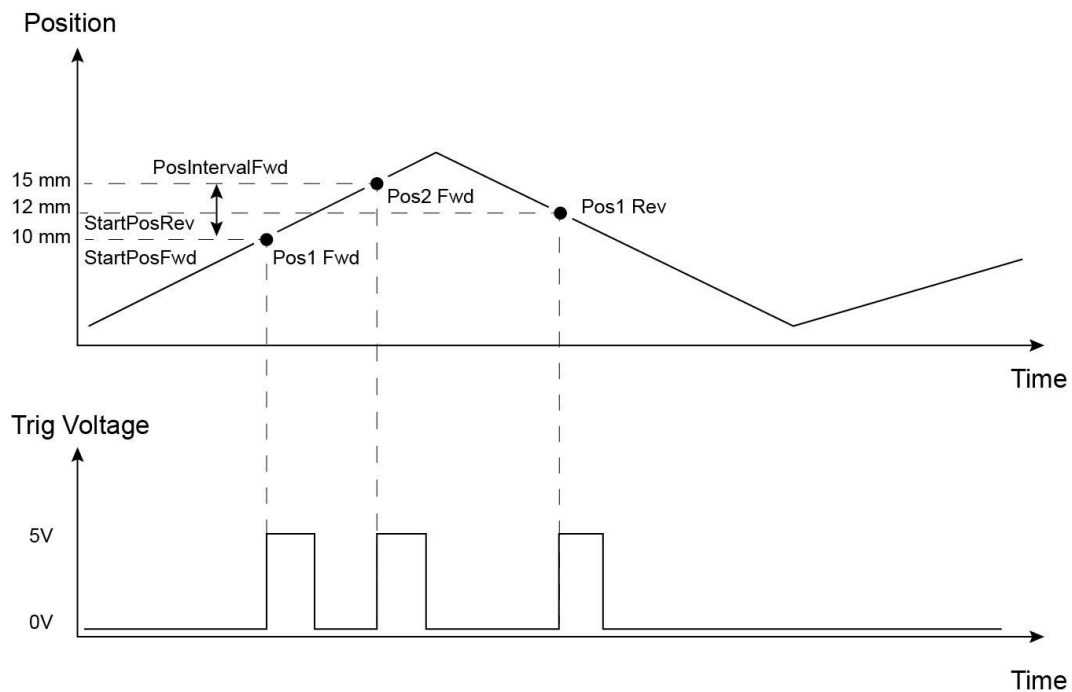 Position
PosIntervalFwd
15 mm
Pos2 Fwd
12 mm
Pos1 Rev
StartPosRev
10 mm
StartPosFwd
Pos1 Fwd
Time
Trig Voltage
5V
0V
Time